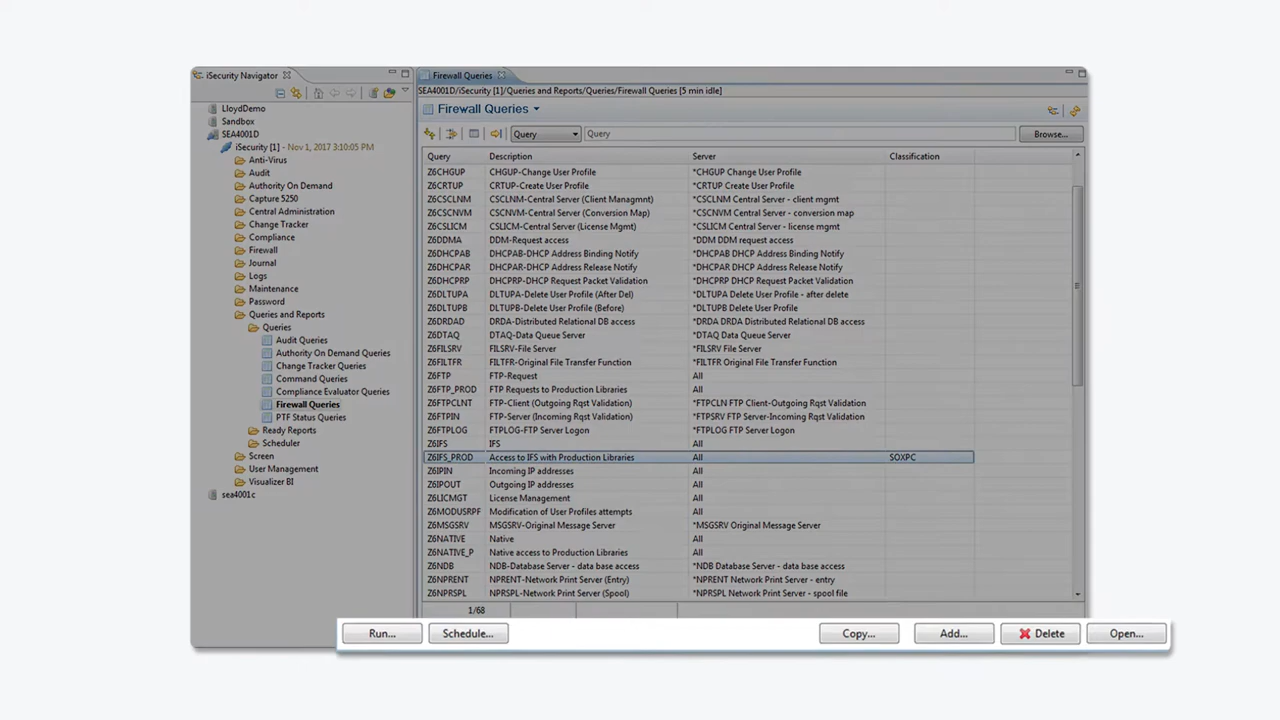 iSecurity Navigator
LloydDemo
Sandbox
SEA4001D
iSecurity [1] - Nov 1, 2017 3:10:05 PM
Anti-Virus
Audit
Authority On Demand
Capture 5250
Central Administration
Change Tracker
Compliance
Firewall
Journal
Logs
Maintenance
Password
Queries and Reports
Queries
Audit Queries
Authority On Demand Queries
Change Tracker Queries
Command Queries
Compliance Evaluator Queries
Firewall Queries
PTF Status Queries
Ready Reports
Scheduler
Screen
User Management
Visualizer BI
sea4001c
Firewall Queries
SEA4001D/iSecurity [1]/Queries and Reports/Queries/Firewall Queries [5 min idle]
Firewall Queries
Query Query Browse...
Query Description Server Classification
Z6CHGUP CHGUP-Change User Profile *CHGUP Change User Profile
Z6CRTUP CRTUP-Create User Profile *CRTUP Create User Profile
Z6CSCLNM CSCLNM-Central Server (Client Managmnt) *CSCLNM Central Server - client mgmt
Z6CSCNVM CSCNVM-Central Server (Conversion Map) *CSCNVM Central Server - conversion map
Z6CSLICM CSLICM-Central Server (License Mgmt) *CSLICM Central Server - license mgmt
Z6DDMA DDM-Request access *DDM DDM request access
Z6DHCPAB DHCPAB-DHCP Address Binding Notify *DHCPAB DHCP Address Binding Notify
Z6DHCPAR DHCPAR-DHCP Address Release Notify *DHCPAR DHCP Address Release Notify
Z6DHCPRP DHCPRP-DHCP Request Packet Validation *DHCPRP DHCP Request Packet Validation
Z6DLTUPA DLTUPA-Delete User Profile (After Del) *DLTUPA Delete User Profile - after delete
Z6DLTUPB DLTUPB-Delete User Profile (Before) *DLTUPB Delete User Profile
Z6DRDAD DRDA-Distributed Relational DB access *DRDA DRDA Distributed Relational DB access
Z6DTAQ DTAQ-Data Queue Server *DTAQ Data Queue Server
Z6FILSRV FILSRV-File Server *FILSRV File Server
Z6FILTFR FILTFR-Original File Transfer Function *FILTFR Original File Transfer Function
Z6FTP FTP-Request All
Z6FTP_PROD FTP Requests to Production Libraries All
Z6FTPCLNT FTP-Client (Outgoing Rqst Validation) *FTPCLN FTP Client-Outgoing Rqst Validation
Z6FTPIN FTP-Server (Incoming Rqst Validation) *FTPSRV FTP Server-Incoming Rqst Validation
Z6FTPLOG FTPLOG-FTP Server Logon *FTPLOG FTP Server Logon
Z6IFS IFS All
Z6IFS_PROD Access to IFS with Production Libraries All SOXPC
Z6IPIN Incoming IP addresses All
Z6IPOUT Outgoing IP addresses All
Z6LICMGT License Management All
Z6MODUSRPF Modification of User Profiles attempts All
Z6MSGSRV MSGSRV-Original Message Server *MSGSRV Original Message Server
Z6NATIVE Native All
Z6NATIVE_P Native access to Production Libraries All
Z6NDB NDB-Database Server - data base access *NDB Database Server - data base access
Z6NPRENT NPRENT-Network Print Server (Entry) *NPRENT Network Print Server - entry
Z6NPRSPL NPRSPL-Network Print Server (Spool) *NPRSPL Network Print Server - spool file
1/68
Run... Schedule... Copy... Add... Delete Open...